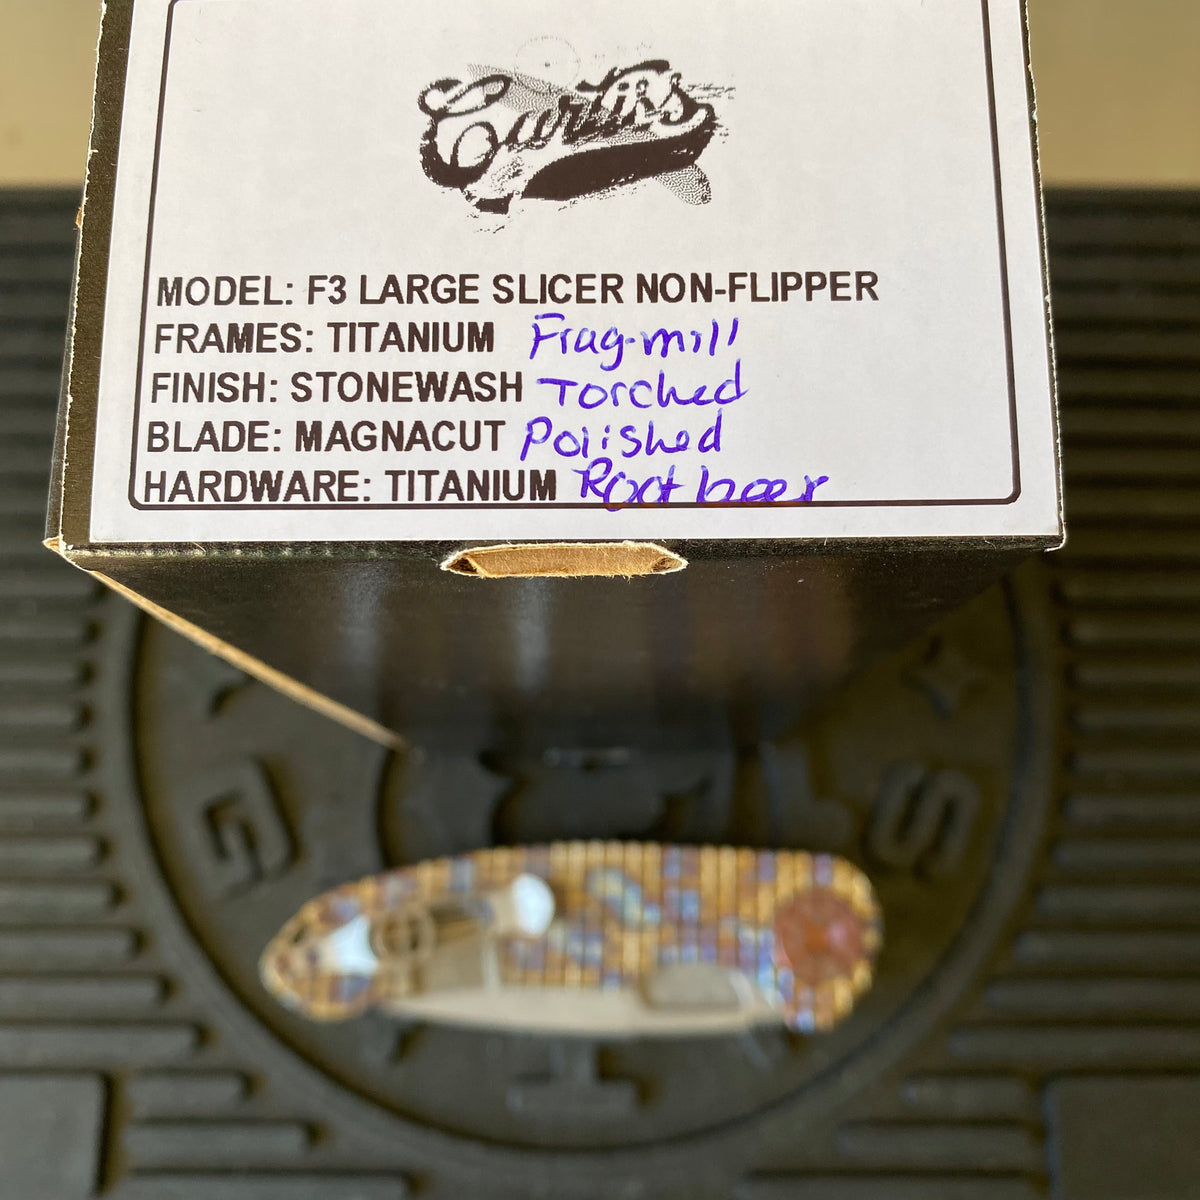 Curtiss
MODEL: F3 LARGE SLICER NON-FLIPPER
FRAMES: TITANIUM Frag-mill
FINISH: STONEWASH Torched
BLADE: MAGNACUT Polished
HARDWARE: TITANIUM Root beer
G S
T